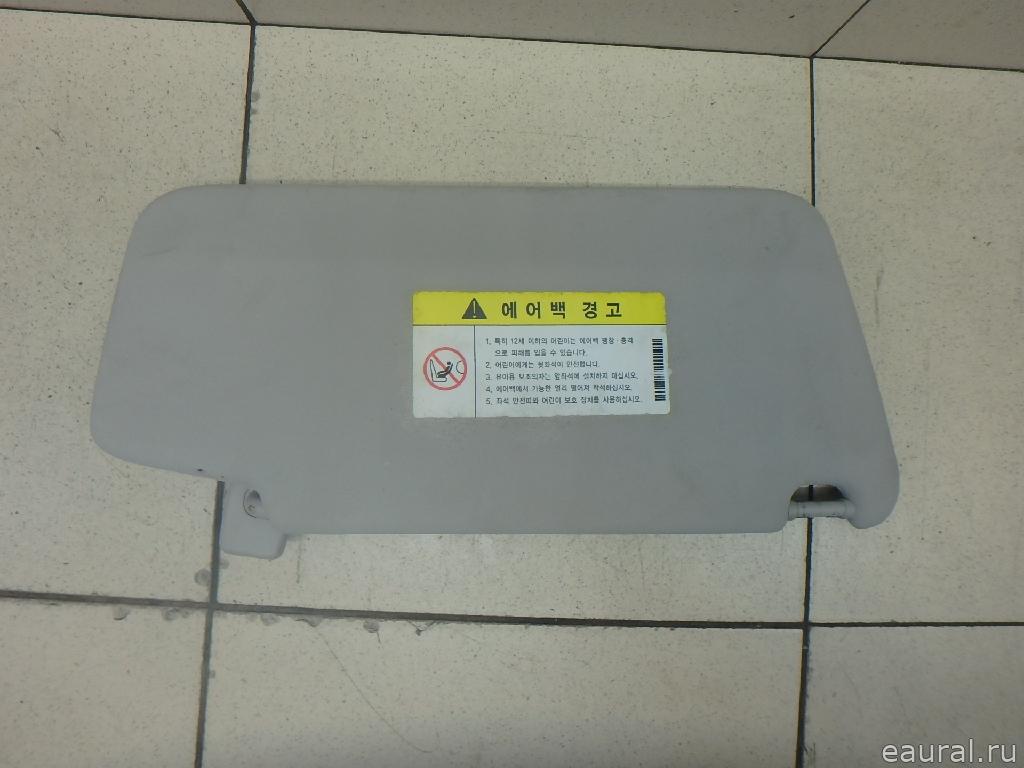 에어백 경고
1. 특히 12세 이하의 어린이는 에어백 팽창·충격
으로 피해를 입을 수 있습니다.
2. 어린이에게는 뒷좌석이 안전합니다.
3. 유아용 보호의자는 앞좌석에 설치하지 마십시오.
4. 에어백에서 가능한 멀리 떨어져 착석하십시오.
5. 좌석 안전띠와 어린이 보호 장치를 사용하십시오.
eaural.ru